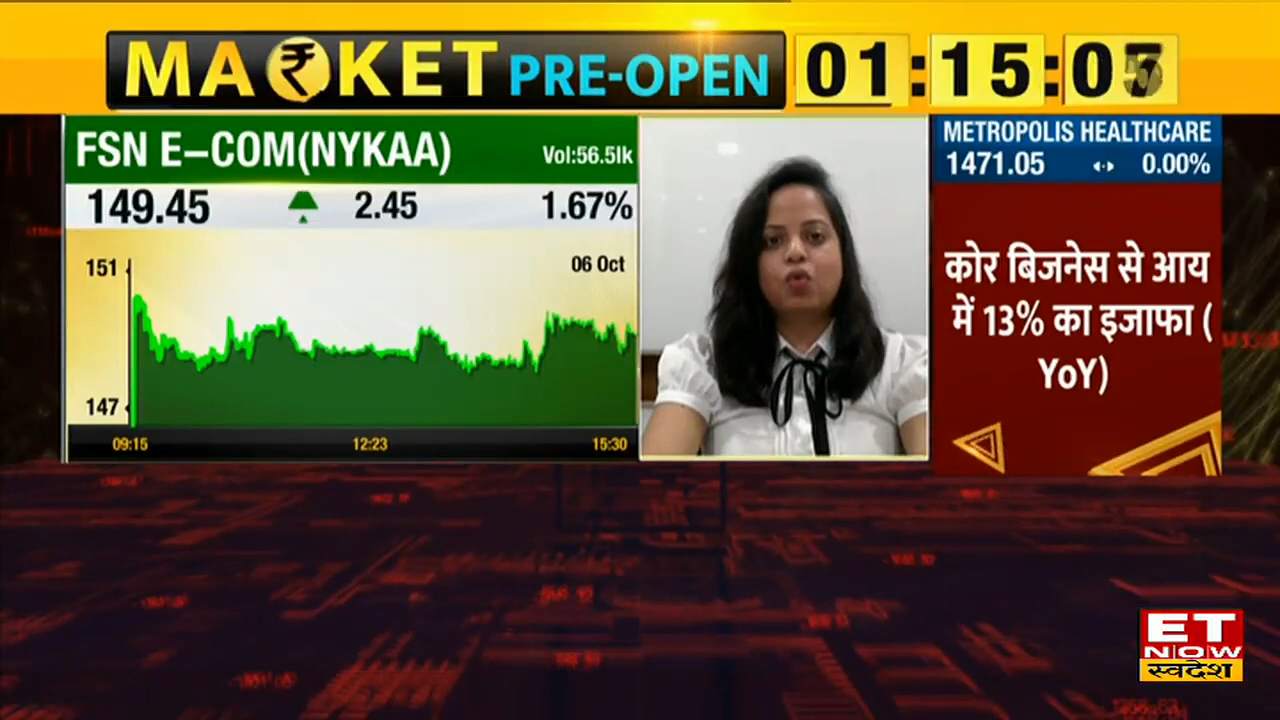 MA₹KET PRE-OPEN
01:15:07
FSN E-COM(NYKAA) Vol:56.5lk
149.45 2.45 1.67%
06 Oct
151
147
09:15 12:23 15:30
METROPOLIS HEALTHCARE
1471.05 0.00%
कोर बिजनेस से आय
में 13% का इजाफा (
YoY)
ET
NOW
स्वदेश